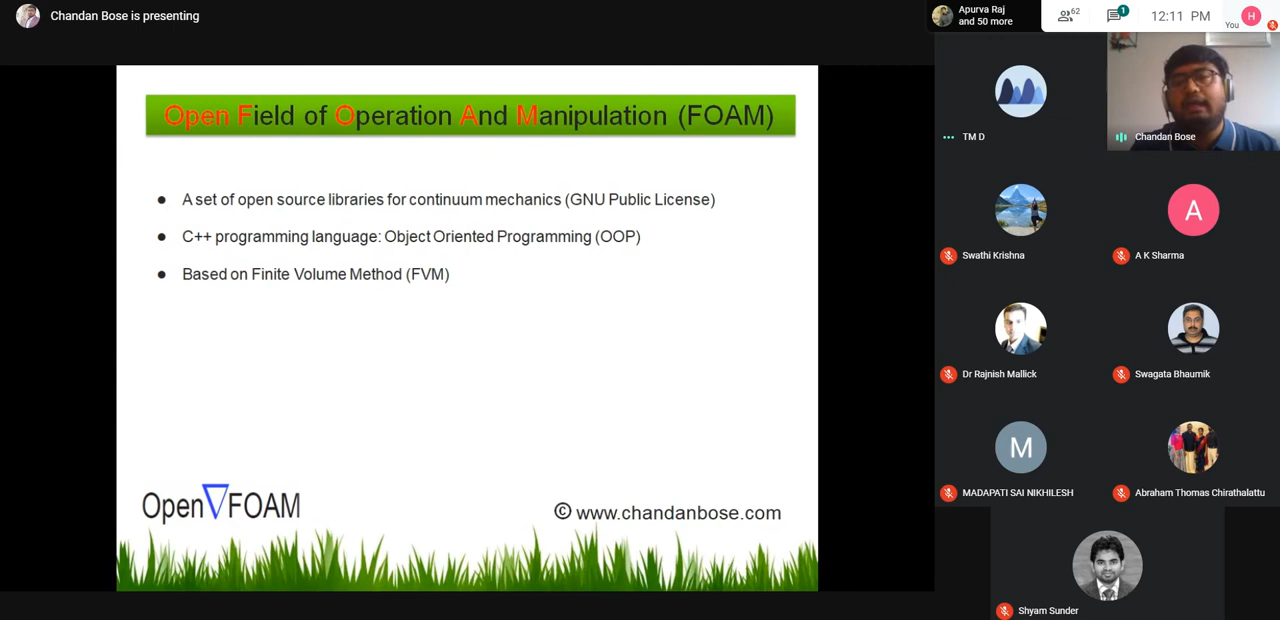 Chandan Bose is presenting
Apurva Raj
and 50 more
62
1
12:11 PM
You
H
Open Field of Operation And Manipulation (FOAM)
A set of open source libraries for continuum mechanics (GNU Public License)
C++ programming language: Object Oriented Programming (OOP)
Based on Finite Volume Method (FVM)
Open∇FOAM
© www.chandanbose.com
TM D
Chandan Bose
Swathi Krishna
A
A K Sharma
Dr Rajnish Mallick
Swagata Bhaumik
M
MADAPATI SAI NIKHILESH
Abraham Thomas Chirathalattu
Shyam Sunder